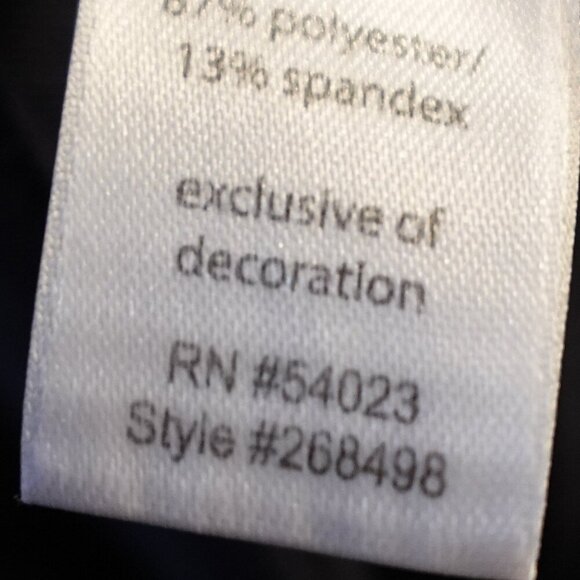 87% polyester/
13% spandex
exclusive of
decoration
RN #54023
Style #268498